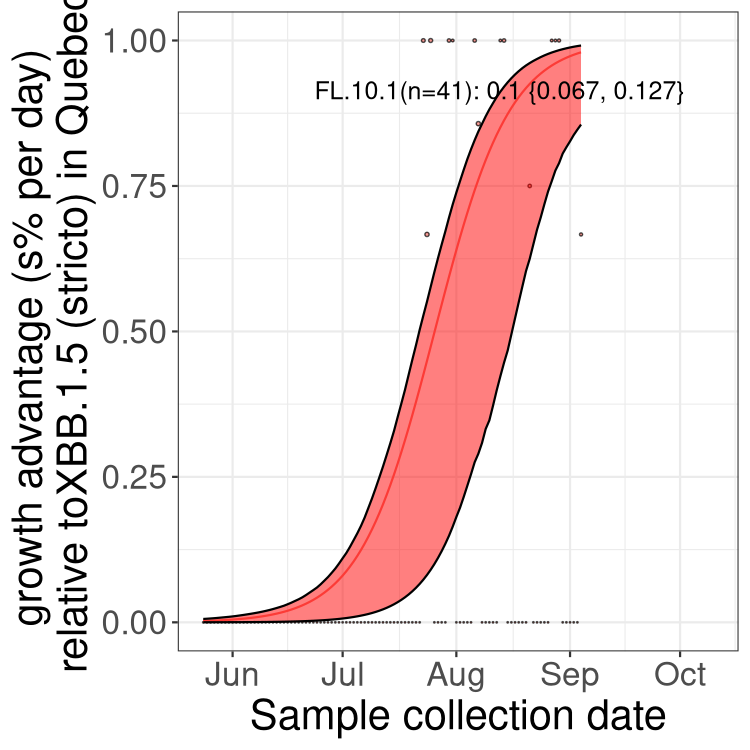 growth advantage (s% per day)
relative toXBB.1.5 (stricto) in Quebec
1.00
0.75
0.50
0.25
0.00
FL.10.1(n=41): 0.1 {0.067, 0.127}
Jun Jul Aug Sep Oct
Sample collection date